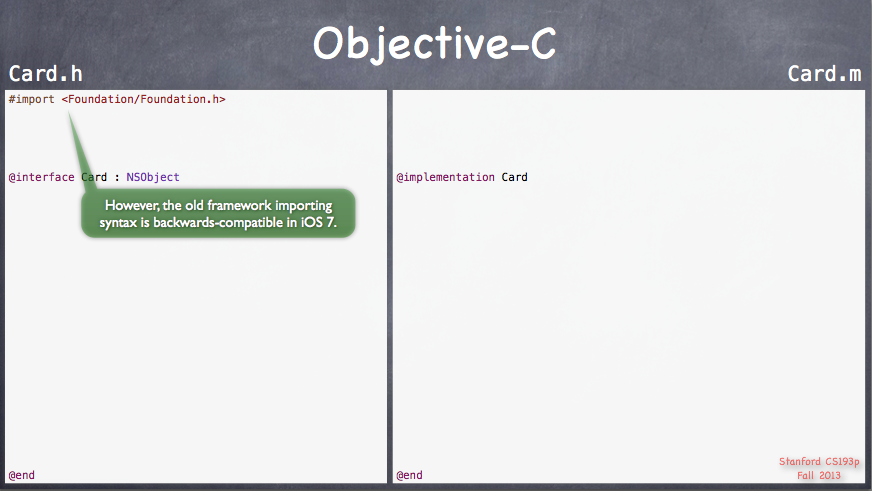 Objective-C
Card.h
Card.m
#import <Foundation/Foundation.h>
@interface Card : NSObject
However, the old framework importing
syntax is backwards-compatible in iOS 7.
@end
@implementation Card
@end
Stanford CS193p
Fall 2013